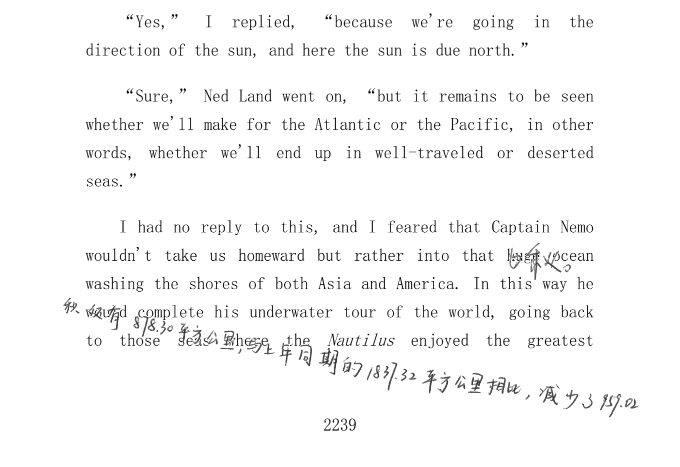 “Yes,” I replied, “because we're going in the
direction of the sun, and here the sun is due north.”
“Sure,” Ned Land went on, “but it remains to be seen
whether we'll make for the Atlantic or the Pacific, in other
words, whether we'll end up in well-traveled or deserted
seas.”
I had no reply to this, and I feared that Captain Nemo
wouldn't take us homeward but rather into that huge ocean
washing the shores of both Asia and America. In this way he
would complete his underwater tour of the world, going back
to those seas where the Nautilus enjoyed the greatest
878.30平方公里,与上年同期的1837.32平方公里相比,减少了959.02
2239